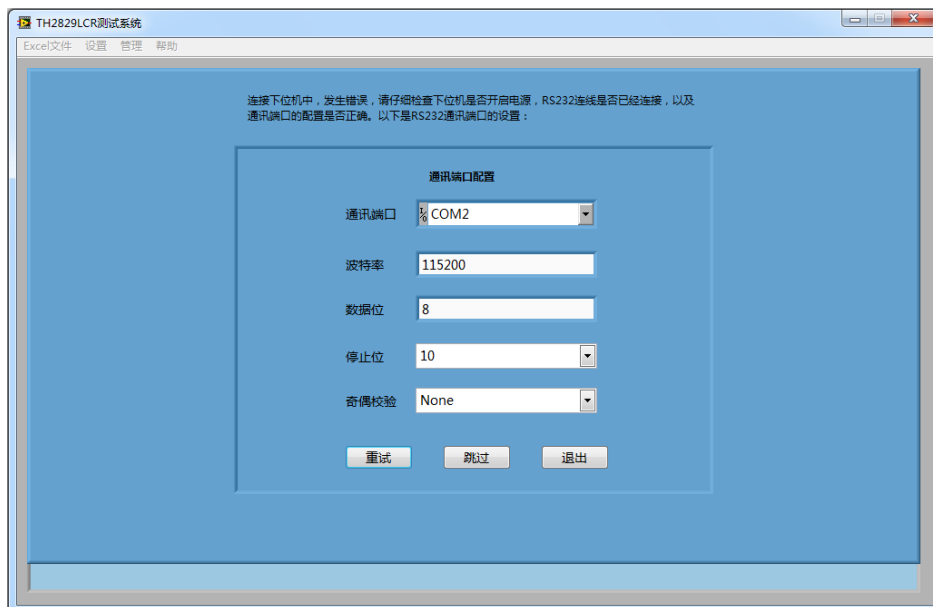 TH2829LCR测试系统
Excel文件 设置 管理 帮助
连接下位机中，发生错误，请仔细检查下位机是否开启电源，RS232连线是否已经连接，以及
通讯端口的配置是否正确。以下是RS232通讯端口的设置：
通讯端口配置
通讯端口 I/O COM2
波特率 115200
数据位 8
停止位 10
奇偶校验 None
重试 跳过 退出